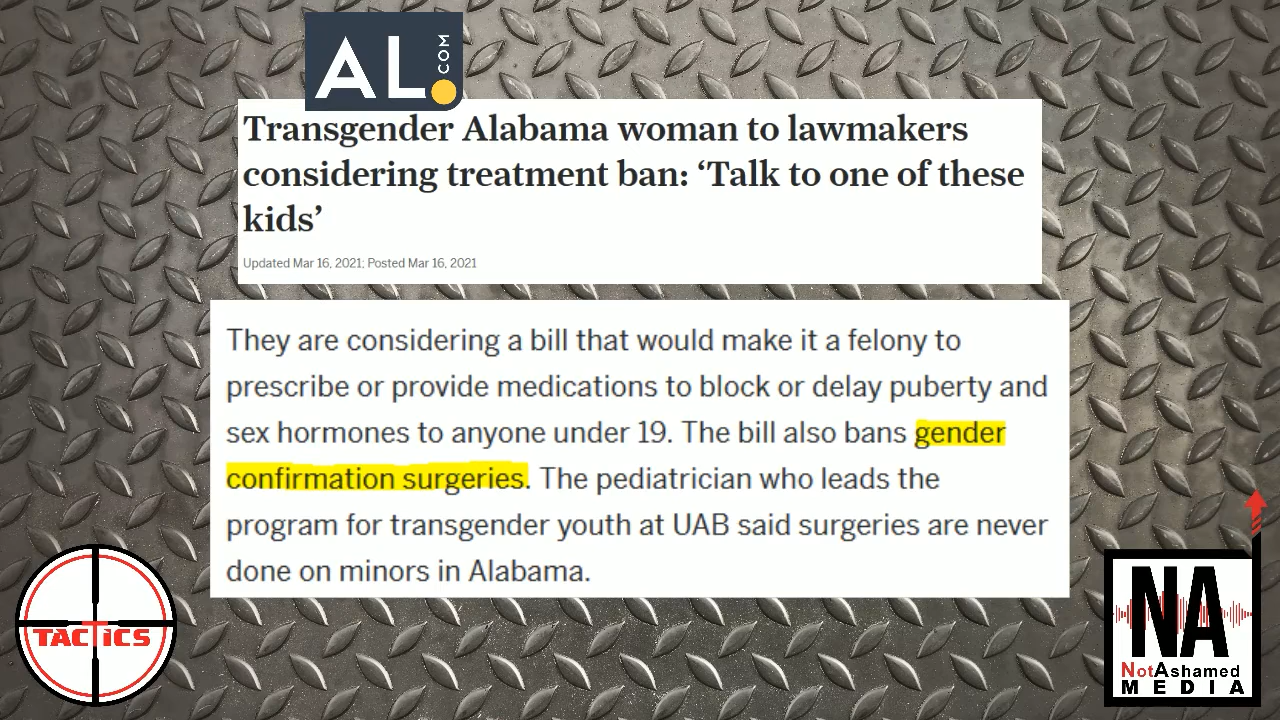 AL.COM
Transgender Alabama woman to lawmakers
considering treatment ban: ‘Talk to one of these
kids’
Updated Mar 16, 2021; Posted Mar 16, 2021
They are considering a bill that would make it a felony to
prescribe or provide medications to block or delay puberty and
sex hormones to anyone under 19. The bill also bans gender
confirmation surgeries. The pediatrician who leads the
program for transgender youth at UAB said surgeries are never
done on minors in Alabama.
TACTICS
NA
NotAshamed
MEDIA